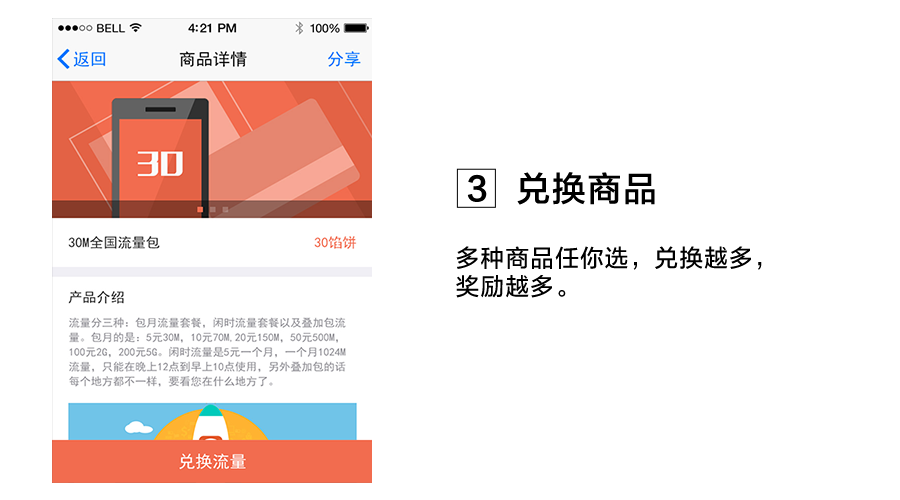 BELL 4:21 PM 100%
返回 商品详情 分享
30
30M全国流量包 30馅饼
产品介绍
流量分三种：包月流量套餐，闲时流量套餐以及叠加包流
量。包月的是：5元30M，10元70M,20元150M，50元500M，
100元2G，200元5G。闲时流量是5元一个月，一个月1024M
流量，只能在晚上12点到早上10点使用，另外叠加包的话
每个地方都不一样，要看您在什么地方了。
兑换流量
3 兑换商品
多种商品任你选，兑换越多，
奖励越多。